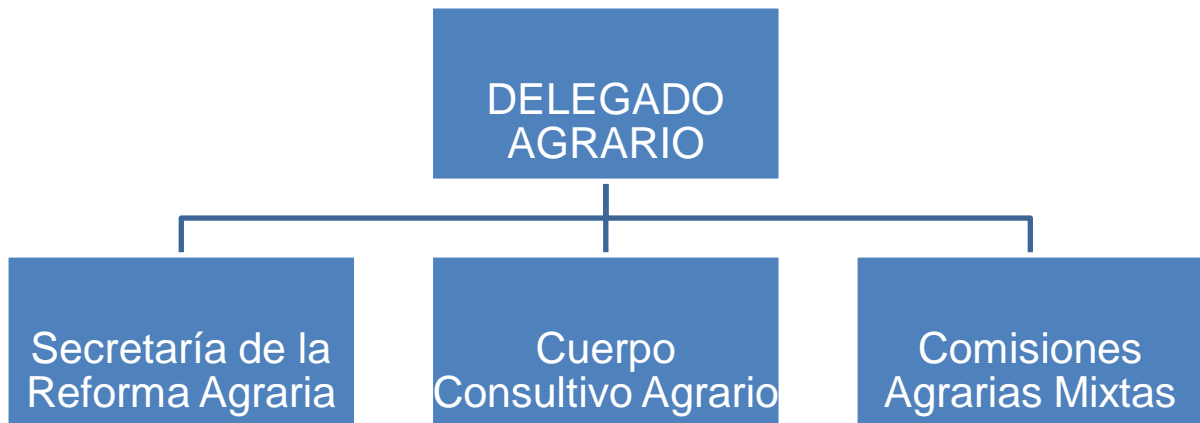 DELEGADO
AGRARIO
Secretaría de la
Reforma Agraria
Cuerpo
Consultivo Agrario
Comisiones
Agrarias Mixtas